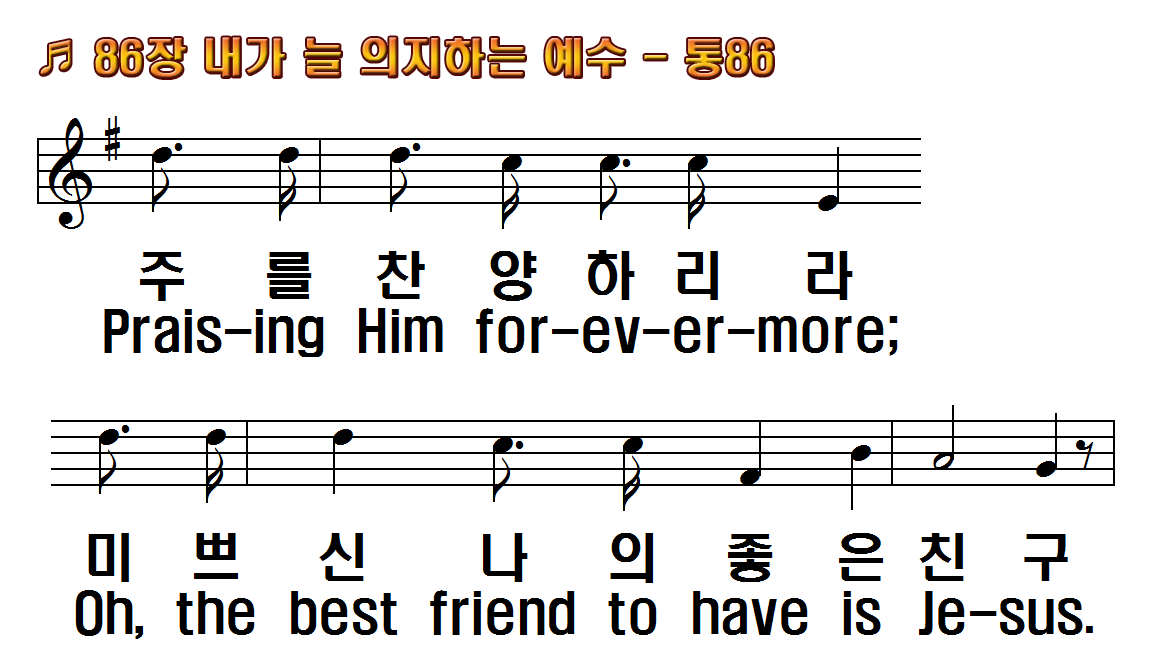 ♬ 86장 내가 늘 의지하는 예수 - 통86
주 를 찬 양 하 리 라
Prais-ing Him for-ev-er-more;
미 쁘 신 나 의 좋 은 친 구
Oh, the best friend to have is Je-sus.